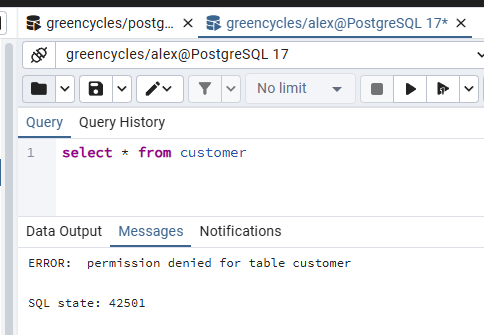 greencycles/postg...
greencycles/alex@PostgreSQL 17*
greencycles/alex@PostgreSQL 17
No limit
Query
Query History
1 select * from customer
Data Output
Messages
Notifications
ERROR:  permission denied for table customer
SQL state: 42501